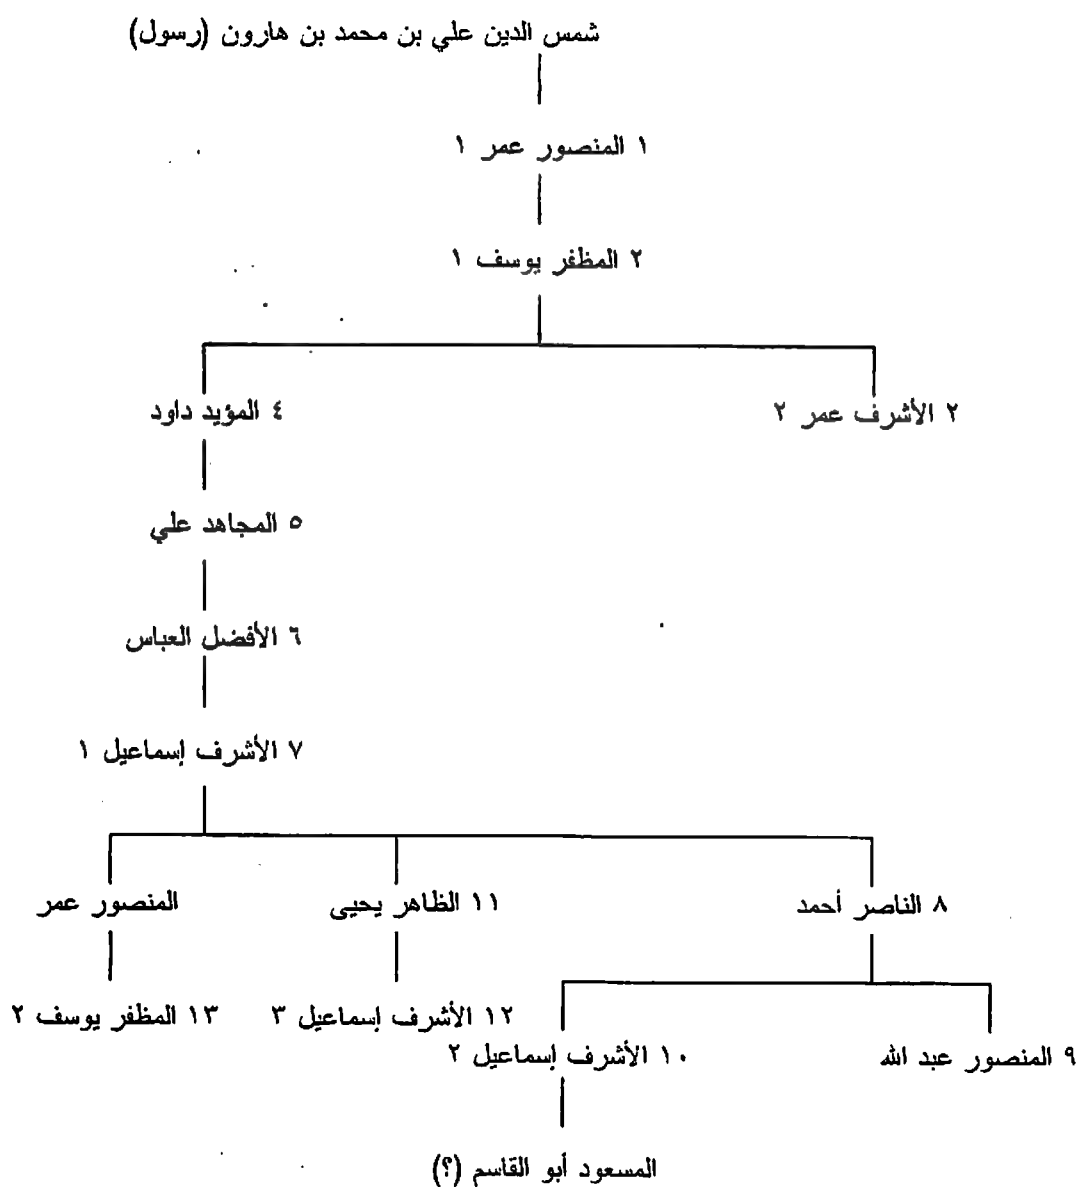 شمس الدين علي بن محمد بن هارون (رسول)
١ المنصور عمر ١
٢ المظفر يوسف ١
٢ الأشرف عمر ٢
٤ المؤيد داود
٥ المجاهد علي
٦ الأفضل العباس
٧ الأشرف إسماعيل ١
٨ الناصر أحمد
١١ الظاهر يحيى
المنصور عمر
١٢ الأشرف إسماعيل ٣
١٣ المظفر يوسف ٢
٩ المنصور عبد الله
١٠ الأشرف إسماعيل ٢
المسعود أبو القاسم (؟)